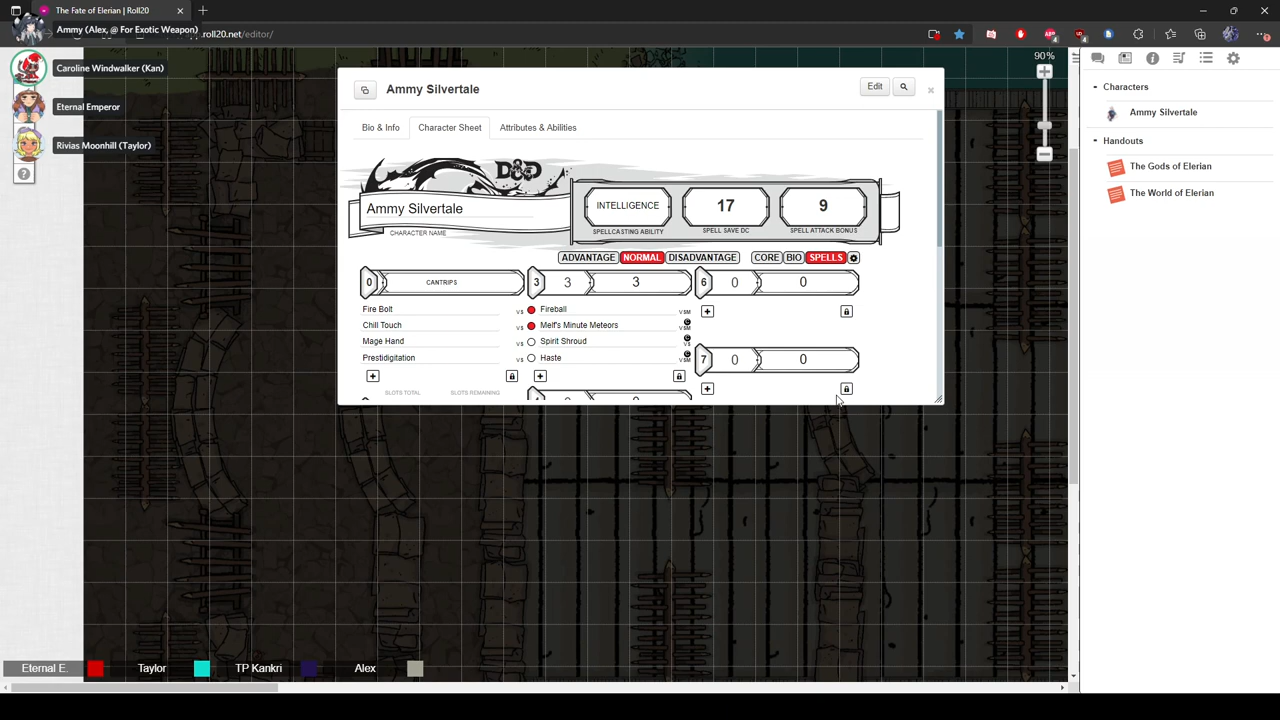 The Fate of Elerian | Roll20
Ammy (Alex, @ For Exotic Weapon)
roll20.net/editor/
Caroline Windwalker (Kan)
Eternal Emperor
Rivias Moonhill (Taylor)
90%
Ammy Silvertale
Edit
Bio & Info
Character Sheet
Attributes & Abilities
D&D
Ammy Silvertale
CHARACTER NAME
INTELLIGENCE
SPELLCASTING ABILITY
17
SPELL SAVE DC
9
SPELL ATTACK BONUS
ADVANTAGE NORMAL DISADVANTAGE CORE BIO SPELLS
0 CANTRIPS
Fire Bolt V S
Chill Touch V S
Mage Hand V S
Prestidigitation V S
SLOTS TOTAL SLOTS REMAINING
3 3 3
Fireball V S M
Melf's Minute Meteors C V S M
Spirit Shroud C V S
Haste C V S M
6 0 0
7 0 0
Characters
Ammy Silvertale
Handouts
The Gods of Elerian
The World of Elerian
Eternal E. Taylor TP Kankri Alex